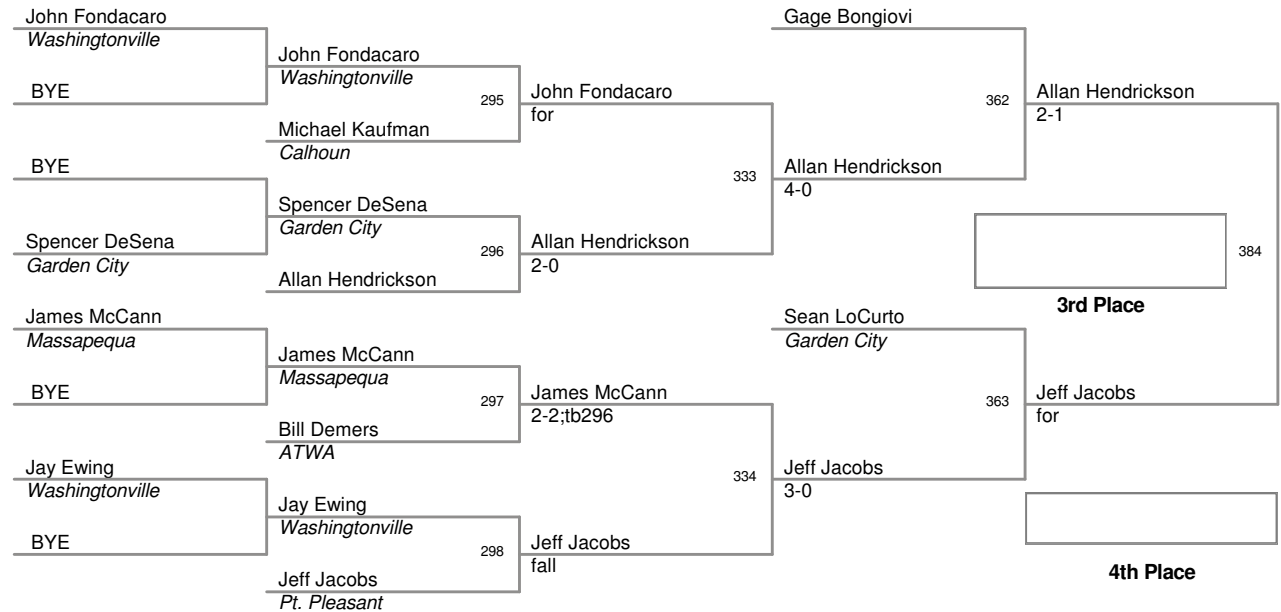 John Fondacaro
Washingtonville
BYE
BYE
Spencer DeSena
Garden City
James McCann
Massapequa
BYE
Jay Ewing
Washingtonville
BYE
John Fondacaro
Washingtonville
295
Michael Kaufman
Calhoun
Spencer DeSena
Garden City
296
Allan Hendrickson
James McCann
Massapequa
297
Bill Demers
ATWA
Jay Ewing
Washingtonville
298
Jeff Jacobs
Pt. Pleasant
John Fondacaro
for
333
Allan Hendrickson
2-0
James McCann
2-2;tb296
334
Jeff Jacobs
fall
Gage Bongiovi
362
Allan Hendrickson
4-0
Sean LoCurto
Garden City
363
Jeff Jacobs
3-0
Allan Hendrickson
2-1
384
3rd Place
Jeff Jacobs
for
4th Place